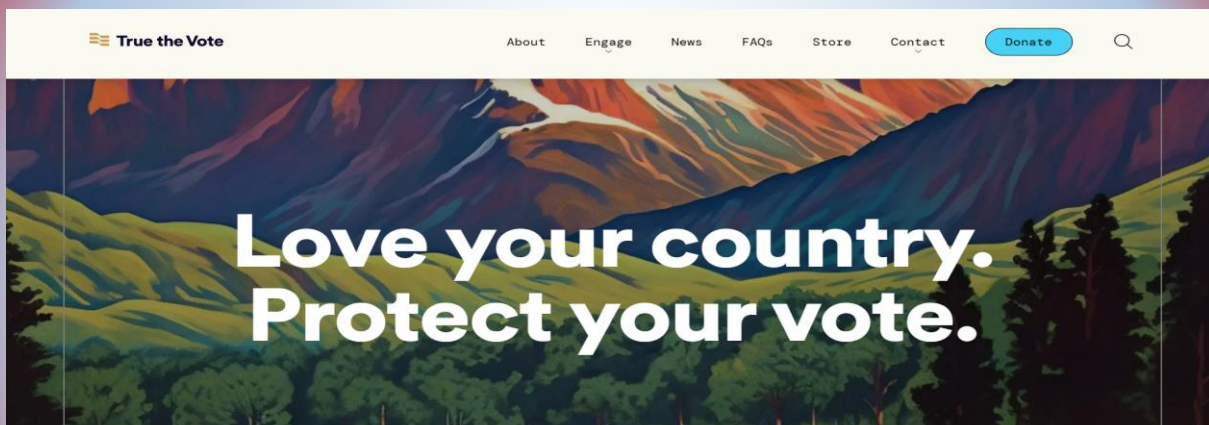 True the Vote
About
Engage
News
FAQs
Store
Contact
Donate
Love your country.
Protect your vote.